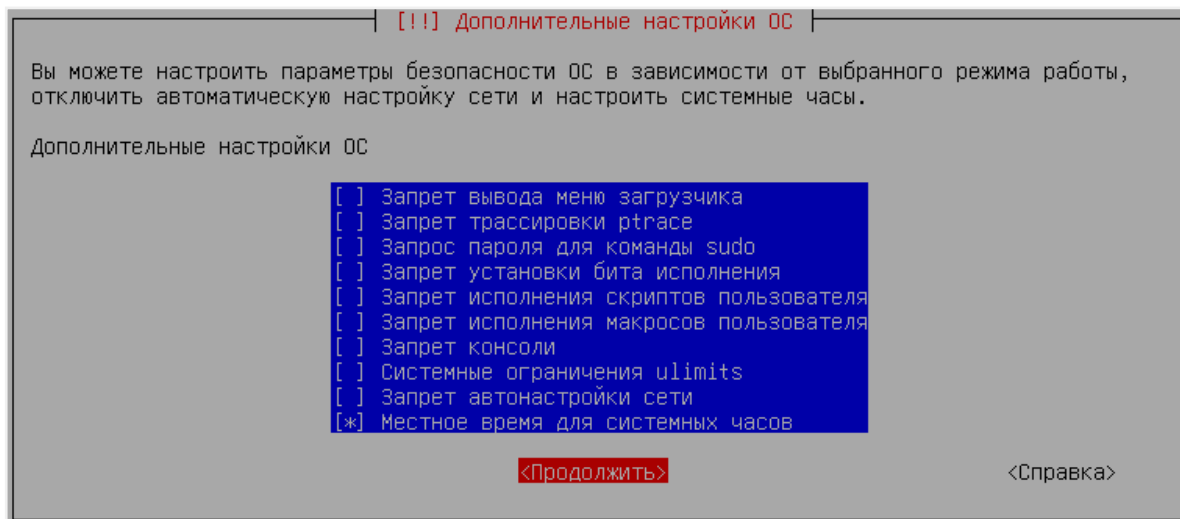 [!!] Дополнительные настройки ОС
Вы можете настроить параметры безопасности ОС в зависимости от выбранного режима работы,
отключить автоматическую настройку сети и настроить системные часы.
Дополнительные настройки ОС
[ ] Запрет вывода меню загрузчика
[ ] Запрет трассировки ptrace
[ ] Запрос пароля для команды sudo
[ ] Запрет установки бита исполнения
[ ] Запрет исполнения скриптов пользователя
[ ] Запрет исполнения макросов пользователя
[ ] Запрет консоли
[ ] Системные ограничения ulimits
[ ] Запрет автонастройки сети
[*] Местное время для системных часов
<Продолжить> <Справка>